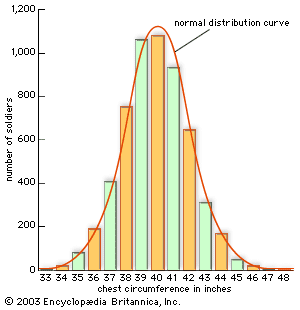 1,200
normal distribution curve
1,000
800
600
400
200
0
number of soldiers
33 34 35 36 37 38 39 40 41 42 43 44 45 46 47 48
chest circumference in inches
© 2003 Encyclopædia Britannica, Inc.